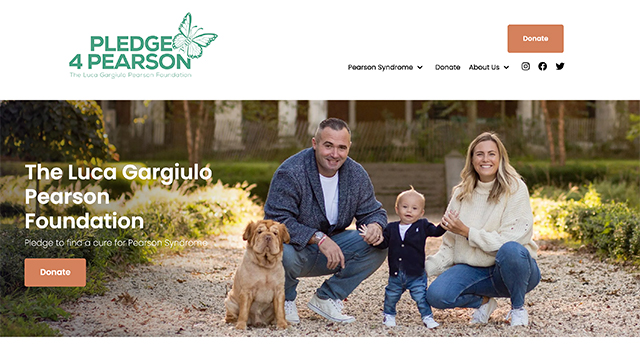 PLEDGE
4 PEARSON
The Luca Gargiulo Pearson Foundation
Donate
Pearson Syndrome
Donate
About Us
The Luca Gargiulo
Pearson
Foundation
Pledge to find a cure for Pearson Syndrome
Donate